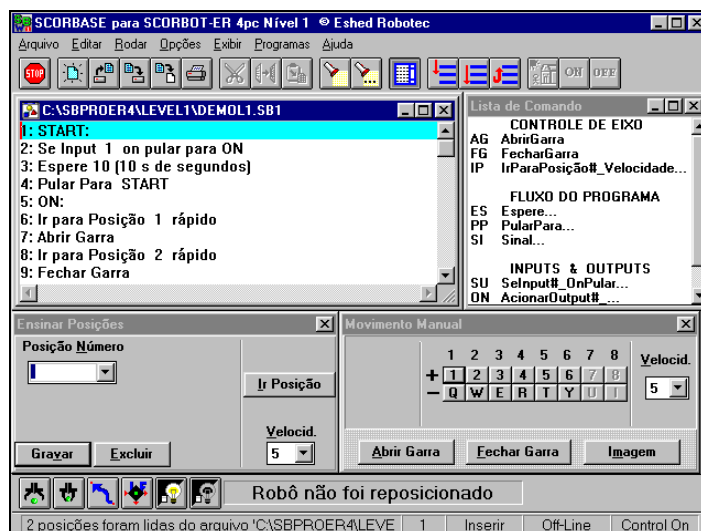 SCORBASE para SCORBOT-ER 4pc Nível 1 © Eshed Robotec
Arquivo Editar Rodar Opções Exibir Programas Ajuda
STOP
ON OFF
C:\SBPROER4\LEVEL1\DEMOL1.SB1
1: START:
2: Se Input 1 on pular para ON
3: Espere 10 (10 s de segundos)
4: Pular Para START
5: ON:
6: Ir para Posição 1 rápido
7: Abrir Garra
8: Ir para Posição 2 rápido
9: Fechar Garra
Lista de Comando
CONTROLE DE EIXO
AG AbrirGarra
FG FecharGarra
IP IrParaPosição#_Velocidade...
FLUXO DO PROGRAMA
ES Espere...
PP PularPara...
SI Sinal...
INPUTS & OUTPUTS
SU SeInput#_OnPular...
ON AcionarOutput#_...
Ensinar Posições
Posição Número
Ir Posição
Velocid.
5
Gravar Excluir
Movimento Manual
1 2 3 4 5 6 7 8
+ 1 2 3 4 5 6 7 8
- Q W E R T Y U I
Velocid.
5
Abrir Garra Fechar Garra Imagem
Robô não foi reposicionado
2 posições foram lidas do arquivo 'C:\SBPROER4\LEVE 1 Inserir Off-Line Control On